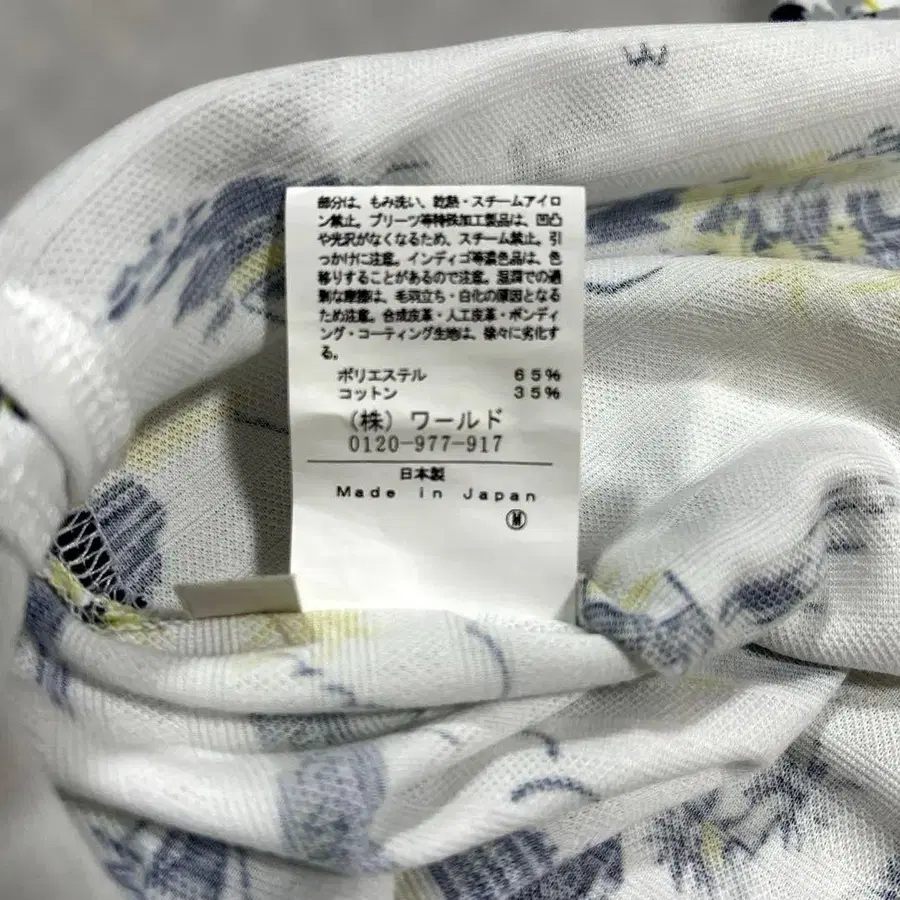 部分は、もみ洗い、乾熱・スチームアイロ
ン禁止。プリーツ等特殊加工製品は、凹凸
や光沢がなくなるため、スチーム禁止。引
っかけに注意。インディゴ等濃色品は、色
移りすることがあるので注意。湿潤での過
剰な摩擦は、毛羽立ち・白化の原因となる
ため注意。合成皮革・人工皮革・ボンディ
ング・コーティング生地は、徐々に劣化す
る。
ポリエステル 65%
コットン 35%
(株)ワールド
0120-977-917
日本製
Made in Japan
M